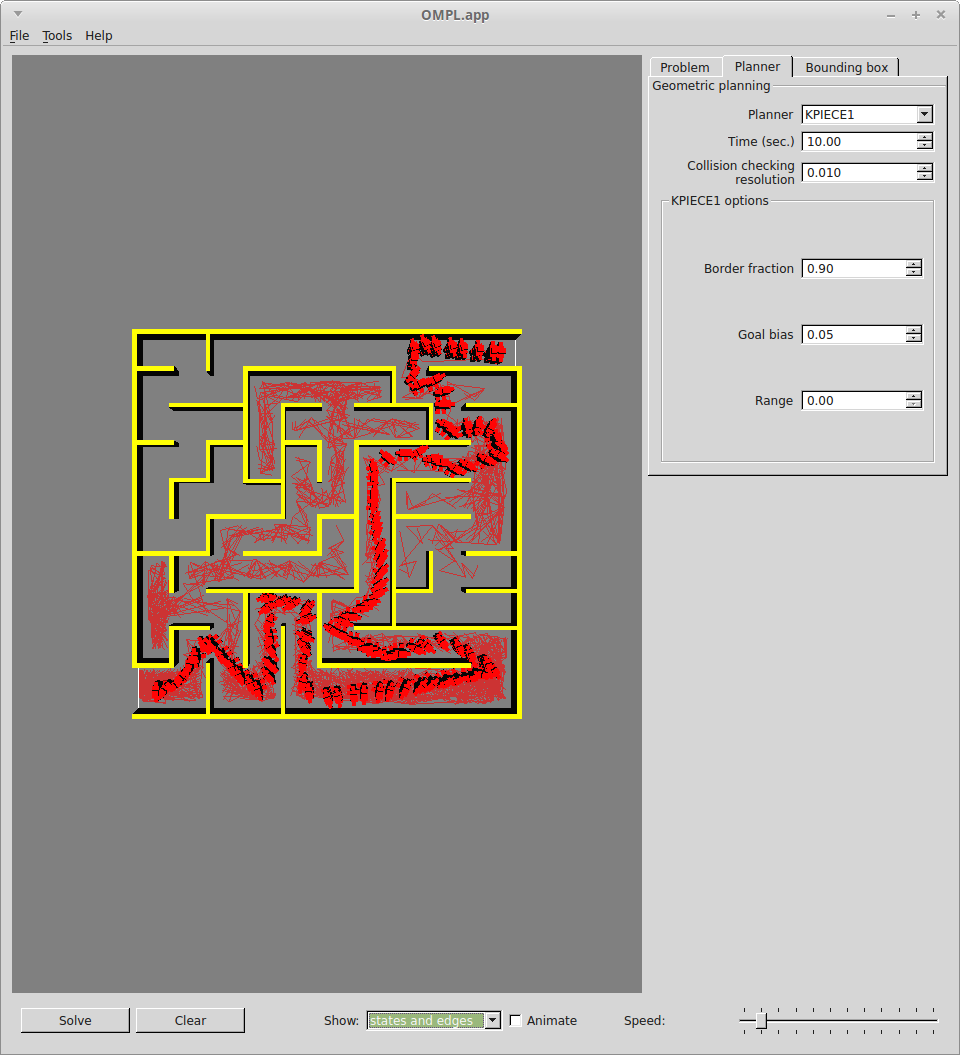 OMPL.app
File Tools Help
Problem Planner Bounding box
Geometric planning
Planner KPIECE1
Time (sec.) 10.00
Collision checking
resolution 0.010
KPIECE1 options
Border fraction 0.90
Goal bias 0.05
Range 0.00
Solve Clear Show: states and edges Animate Speed: